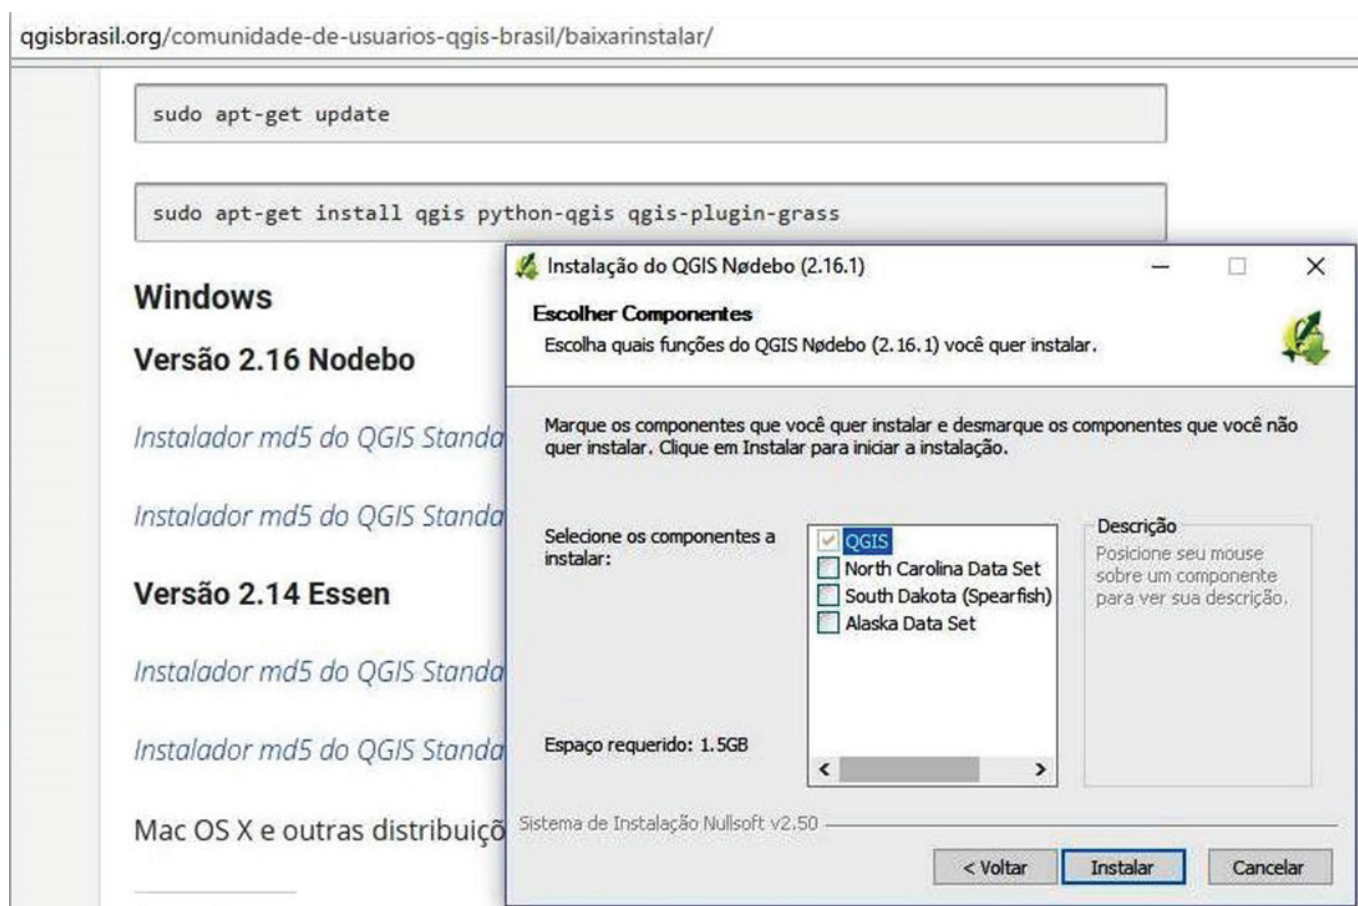 qgisbrasil.org/comunidade-de-usuarios-qgis-brasil/baixarinstalar/
sudo apt-get update
sudo apt-get install qgis python-qgis qgis-plugin-grass
Windows
Versão 2.16 Nodebo
Instalador md5 do QGIS Standa
Instalador md5 do QGIS Standa
Versão 2.14 Essen
Instalador md5 do QGIS Standa
Instalador md5 do QGIS Standa
Mac OS X e outras distribuiçõ
Instalação do QGIS Nødebo (2.16.1)
Escolher Componentes
Escolha quais funções do QGIS Nødebo (2.16.1) você quer instalar.
Marque os componentes que você quer instalar e desmarque os componentes que você não
quer instalar. Clique em Instalar para iniciar a instalação.
Selecione os componentes a
instalar:
QGIS
North Carolina Data Set
South Dakota (Spearfish)
Alaska Data Set
Descrição
Posicione seu mouse
sobre um componente
para ver sua descrição.
Espaço requerido: 1.5GB
Sistema de Instalação Nullsoft v2.50
< Voltar
Instalar
Cancelar